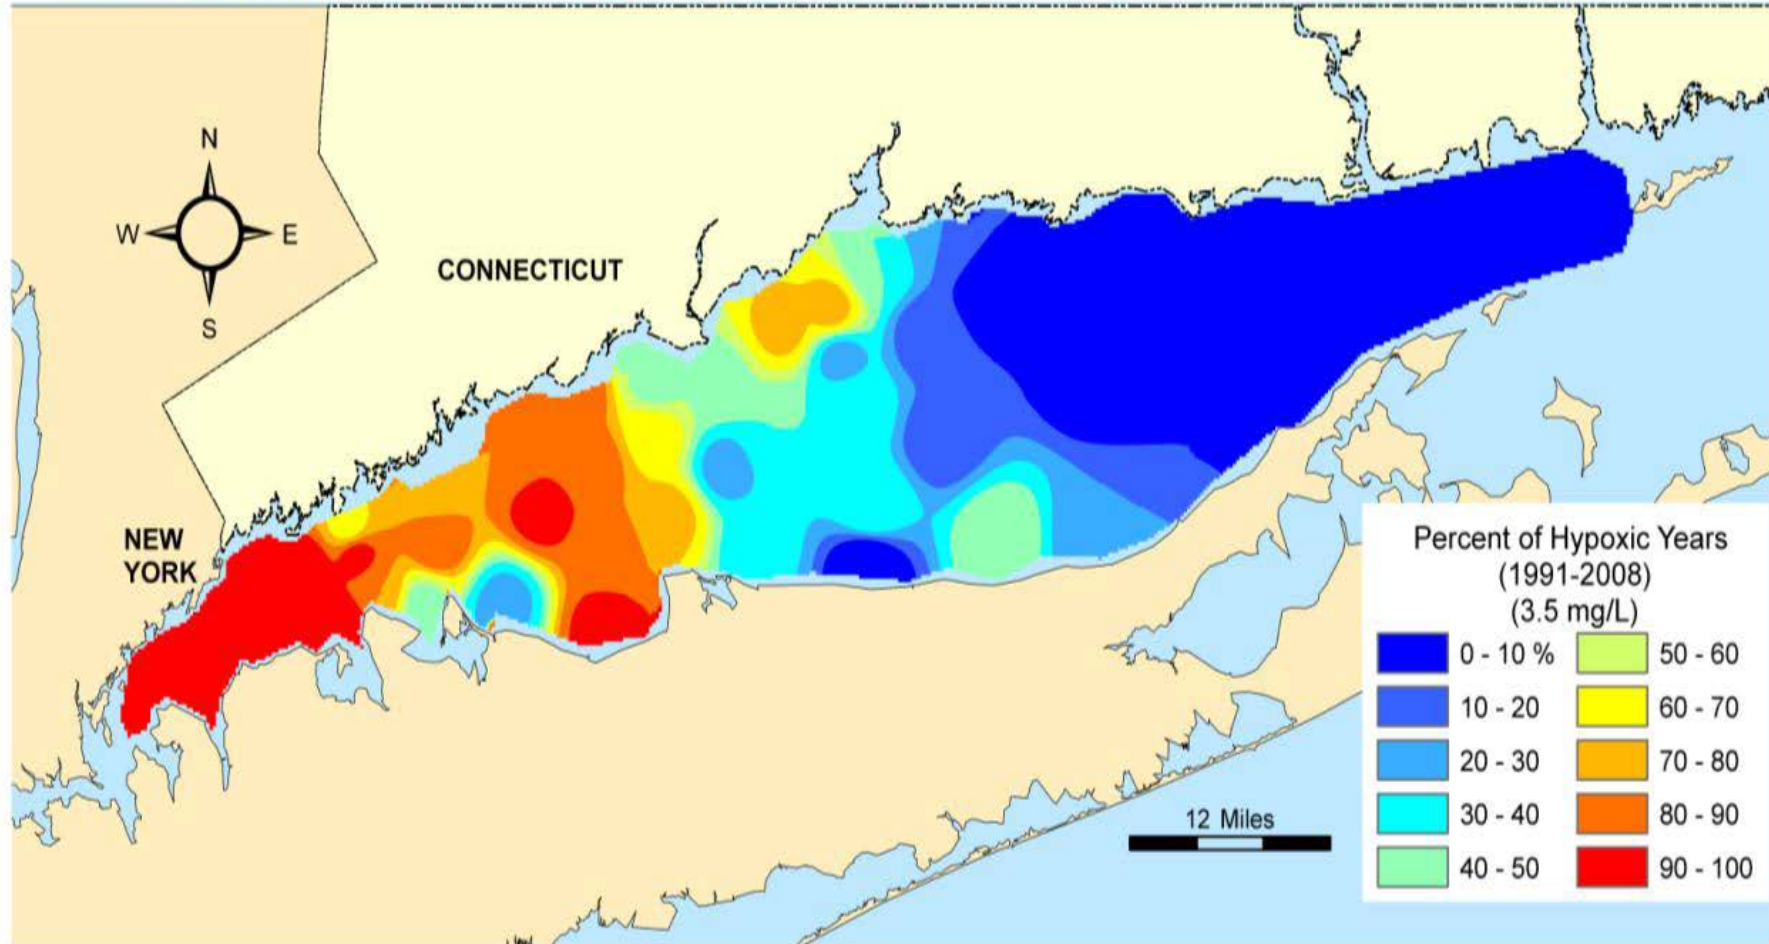 N
W
E
S
CONNECTICUT
NEW
YORK
12 Miles
Percent of Hypoxic Years
(1991-2008)
(3.5 mg/L)
0 - 10 %
10 - 20
20 - 30
30 - 40
40 - 50
50 - 60
60 - 70
70 - 80
80 - 90
90 - 100